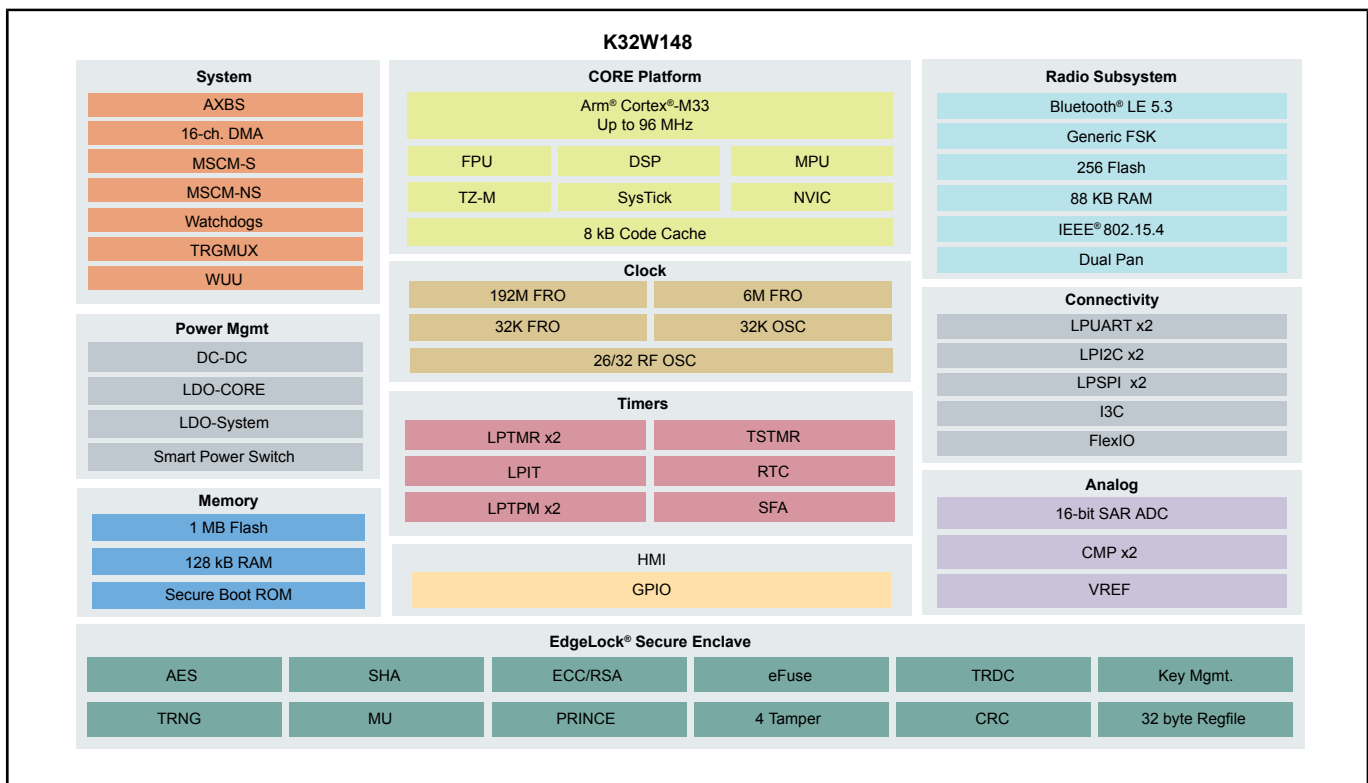 K32W148
System
AXBS
16-ch. DMA
MSCM-S
MSCM-NS
Watchdogs
TRGMUX
WUU
Power Mgmt
DC-DC
LDO-CORE
LDO-System
Smart Power Switch
Memory
1 MB Flash
128 kB RAM
Secure Boot ROM
CORE Platform
Arm® Cortex®-M33
Up to 96 MHz
FPU DSP MPU
TZ-M SysTick NVIC
8 kB Code Cache
Clock
192M FRO 6M FRO
32K FRO 32K OSC
26/32 RF OSC
Timers
LPTMR x2 TSTMR
LPIT RTC
LPTPM x2 SFA
HMI
GPIO
Radio Subsystem
Bluetooth® LE 5.3
Generic FSK
256 Flash
88 KB RAM
IEEE® 802.15.4
Dual Pan
Connectivity
LPUART x2
LPI2C x2
LPSPI x2
I3C
FlexIO
Analog
16-bit SAR ADC
CMP x2
VREF
EdgeLock® Secure Enclave
AES SHA ECC/RSA eFuse TRDC Key Mgmt.
TRNG MU PRINCE 4 Tamper CRC 32 byte Regfile